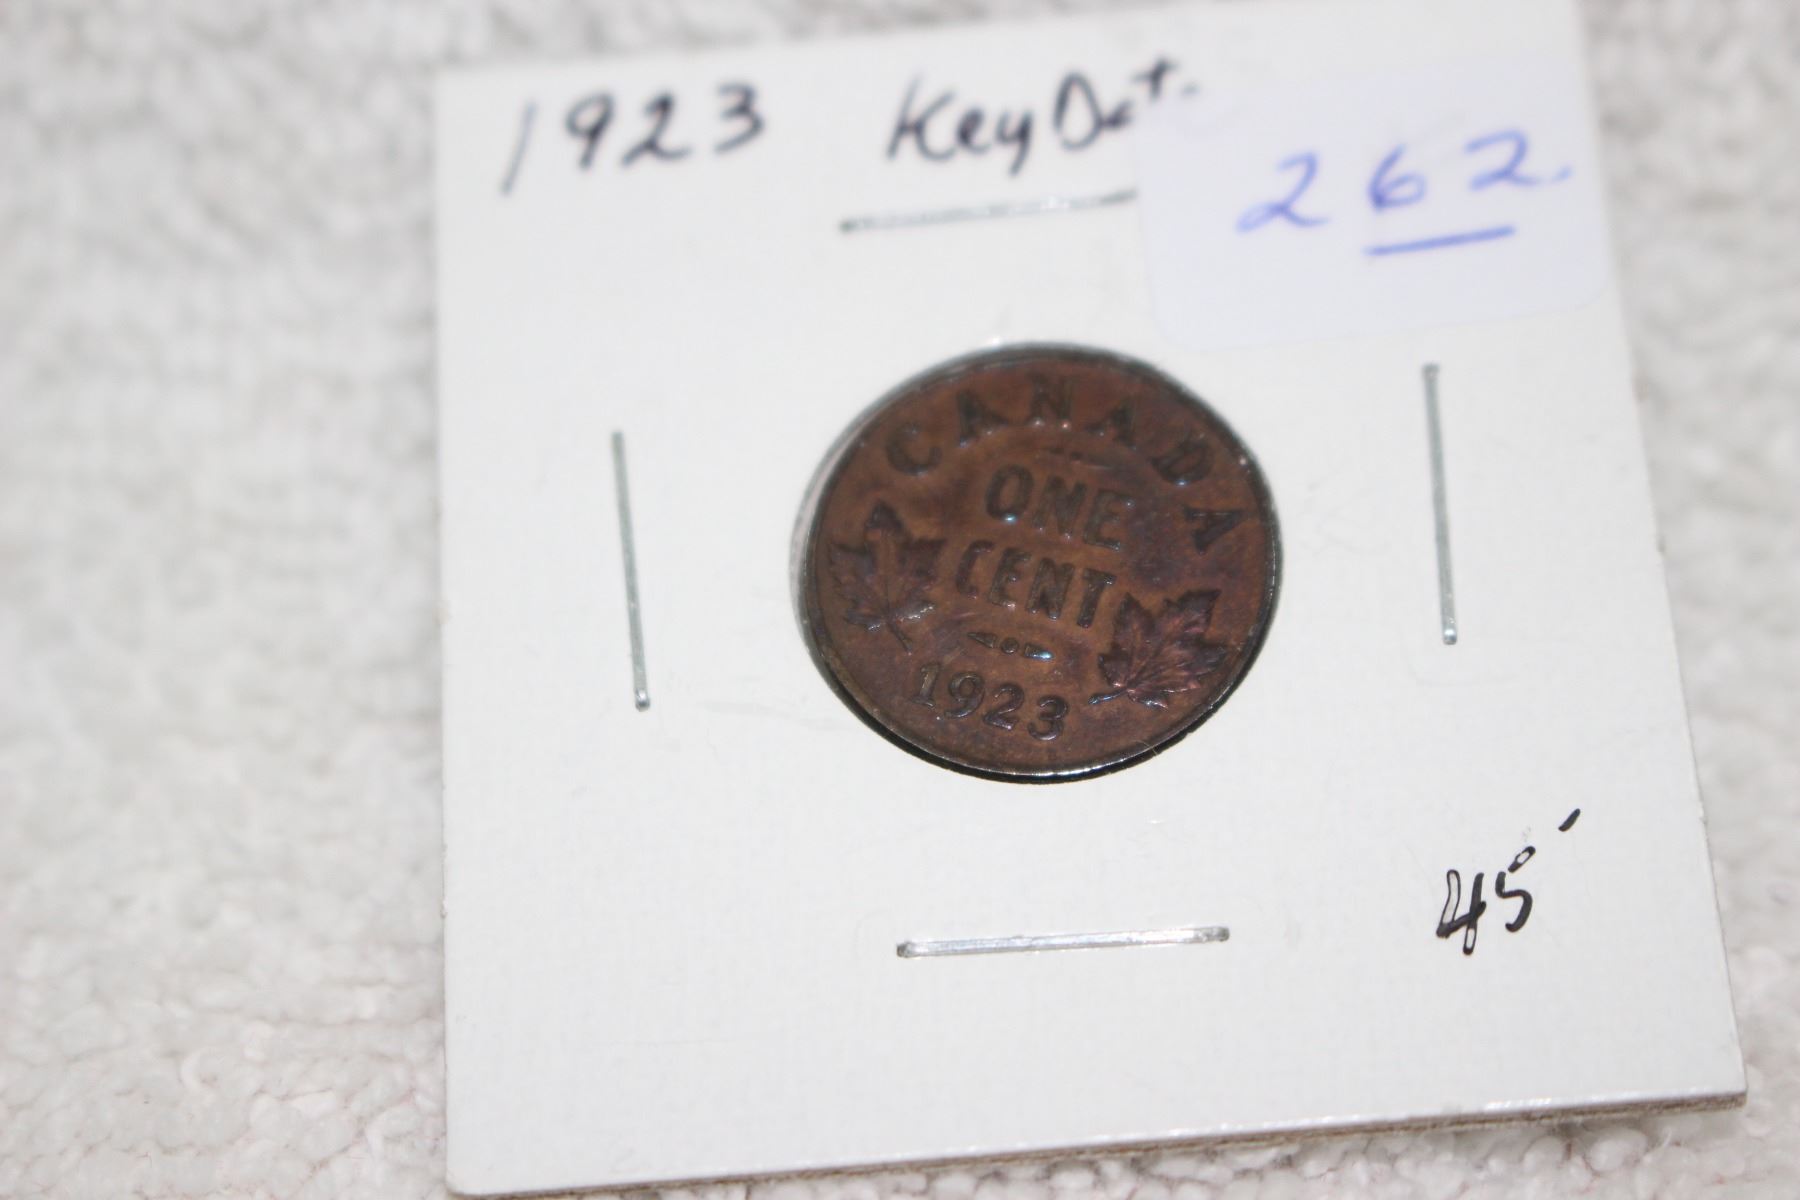 1923 Key Dat
262.
CANADA
ONE
CENT
1923
45